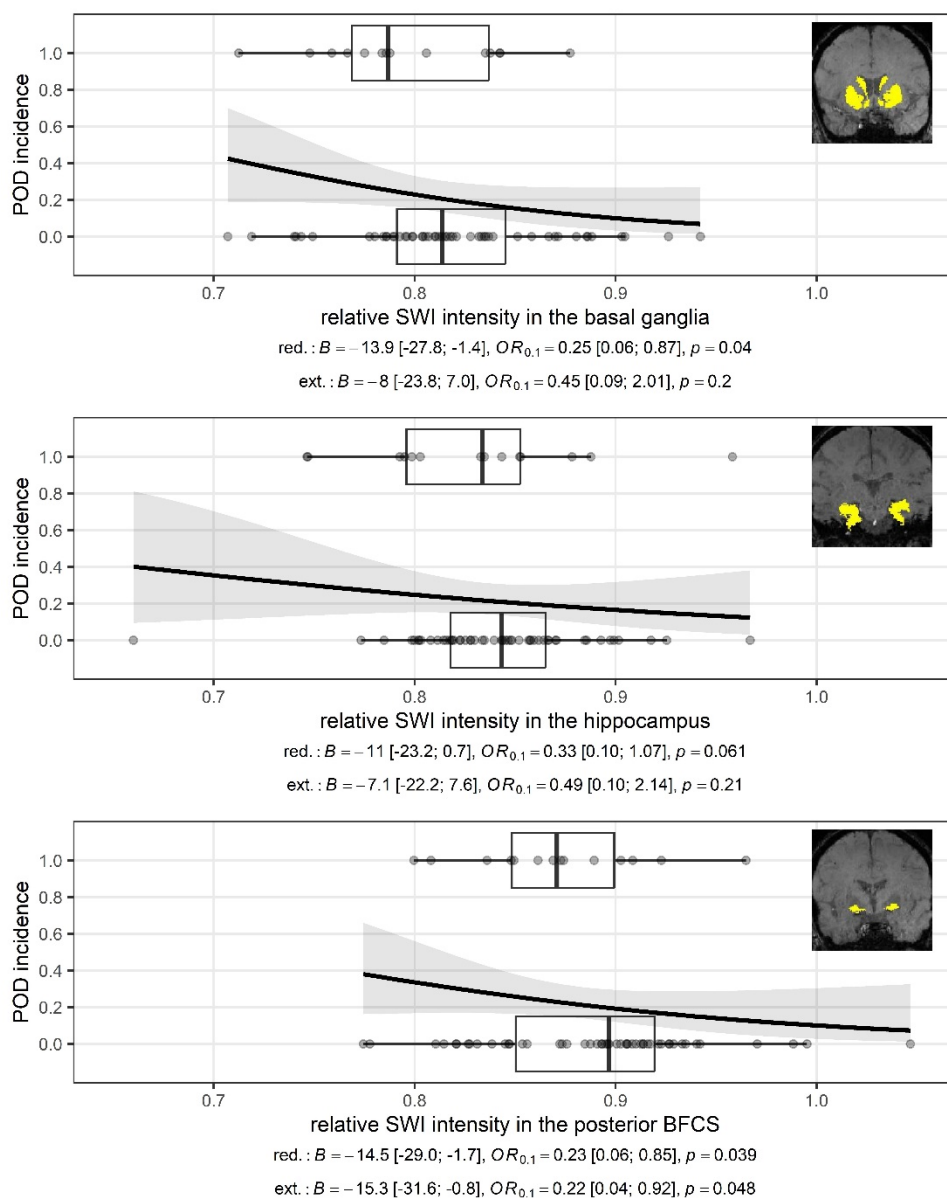 1.0
0.8
0.6
0.4
0.2
0.0
POD incidence
0.7 0.8 0.9 1.0
relative SWI intensity in the basal ganglia
red. : B = −13.9 [-27.8; -1.4], OR0.1 = 0.25 [0.06; 0.87], p = 0.04
ext. : B = −8 [-23.8; 7.0], OR0.1 = 0.45 [0.09; 2.01], p = 0.2
1.0
0.8
0.6
0.4
0.2
0.0
POD incidence
0.7 0.8 0.9 1.0
relative SWI intensity in the hippocampus
red. : B = −11 [-23.2; 0.7], OR0.1 = 0.33 [0.10; 1.07], p = 0.061
ext. : B = −7.1 [-22.2; 7.6], OR0.1 = 0.49 [0.10; 2.14], p = 0.21
1.0
0.8
0.6
0.4
0.2
0.0
POD incidence
0.7 0.8 0.9 1.0
relative SWI intensity in the posterior BFCS
red. : B = −14.5 [-29.0; -1.7], OR0.1 = 0.23 [0.06; 0.85], p = 0.039
ext. : B = −15.3 [-31.6; -0.8], OR0.1 = 0.22 [0.04; 0.92], p = 0.048